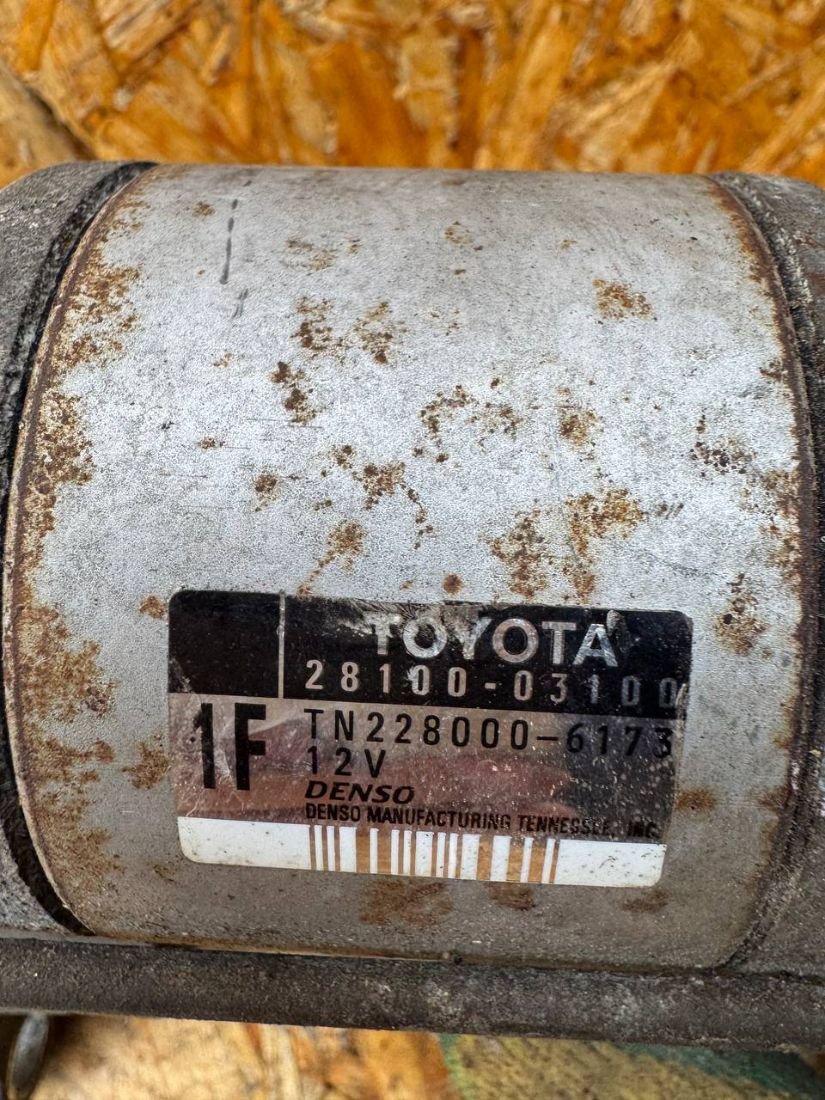 TOYOTA
28100-03100
1F
TN228000-6173
12V
DENSO
DENSO MANUFACTURING TENNESSEE, INC.